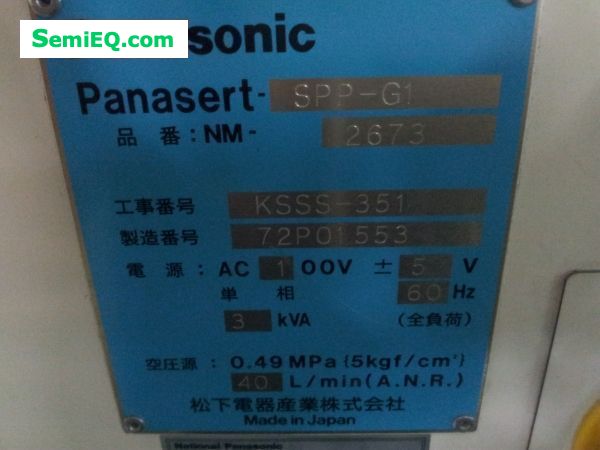 SemiEQ.com
sonic
Panasert- SPP-G1
品番:NM- 2673
工事番号 KSSS-351
製造番号 72P01553
電源: AC 100V ± 5 V
単相 60 Hz
3 kVA (全負荷)
空圧源: 0.49 MPa {5kgf/cm²}
40 L/min(A.N.R.)
松下電器産業株式会社
Made in Japan
National Panasonic